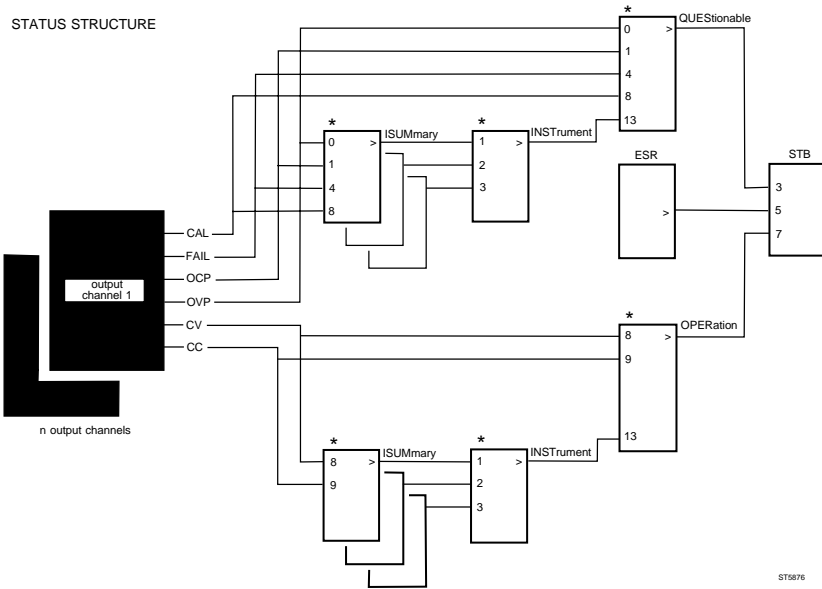 STATUS STRUCTURE
*
QUEStionable
0 >
1
4
8
13
*
ISUMmary
0 >
1
4
8
*
INSTrument
1 >
2
3
ESR
>
STB
3
5
7
CAL
FAIL
OCP
OVP
CV
CC
output
channel 1
n output channels
*
OPERation
8 >
9
13
*
ISUMmary
8 >
9
*
INSTrument
1 >
2
3
ST5876